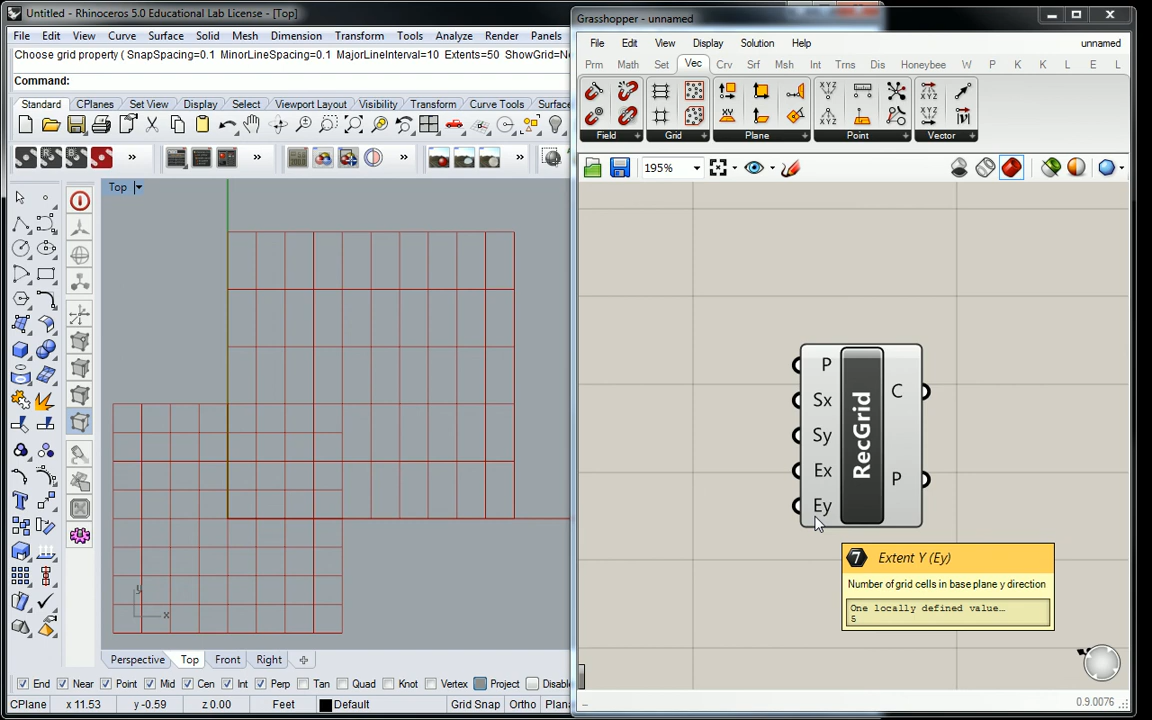 Untitled - Rhinoceros 5.0 Educational Lab License - [Top]
File Edit View Curve Surface Solid Mesh Dimension Transform Tools Analyze Render Panels
Choose grid property ( SnapSpacing=0.1 MinorLineSpacing=0.1 MajorLineInterval=10 Extents=50 ShowGrid=No
Command:
Standard CPlanes Set View Display Select Viewport Layout Visibility Transform Curve Tools Surface
Top
y
x
Perspective Top Front Right
End Near Point Mid Cen Int Perp Tan Quad Knot Vertex Project Disable
CPlane x 11.53 y -0.59 z 0.00 Feet Default Grid Snap Ortho Plana
Grasshopper - unnamed
File Edit View Display Solution Help unnamed
Prm Math Set Vec Crv Srf Msh Int Trns Dis Honeybee W P K K L E L
Field Grid Plane Point Vector
195%
P
Sx
Sy
Ex
Ey
RecGrid
C
P
7 Extent Y (Ey)
Number of grid cells in base plane y direction
One locally defined value…
5
0.9.0076